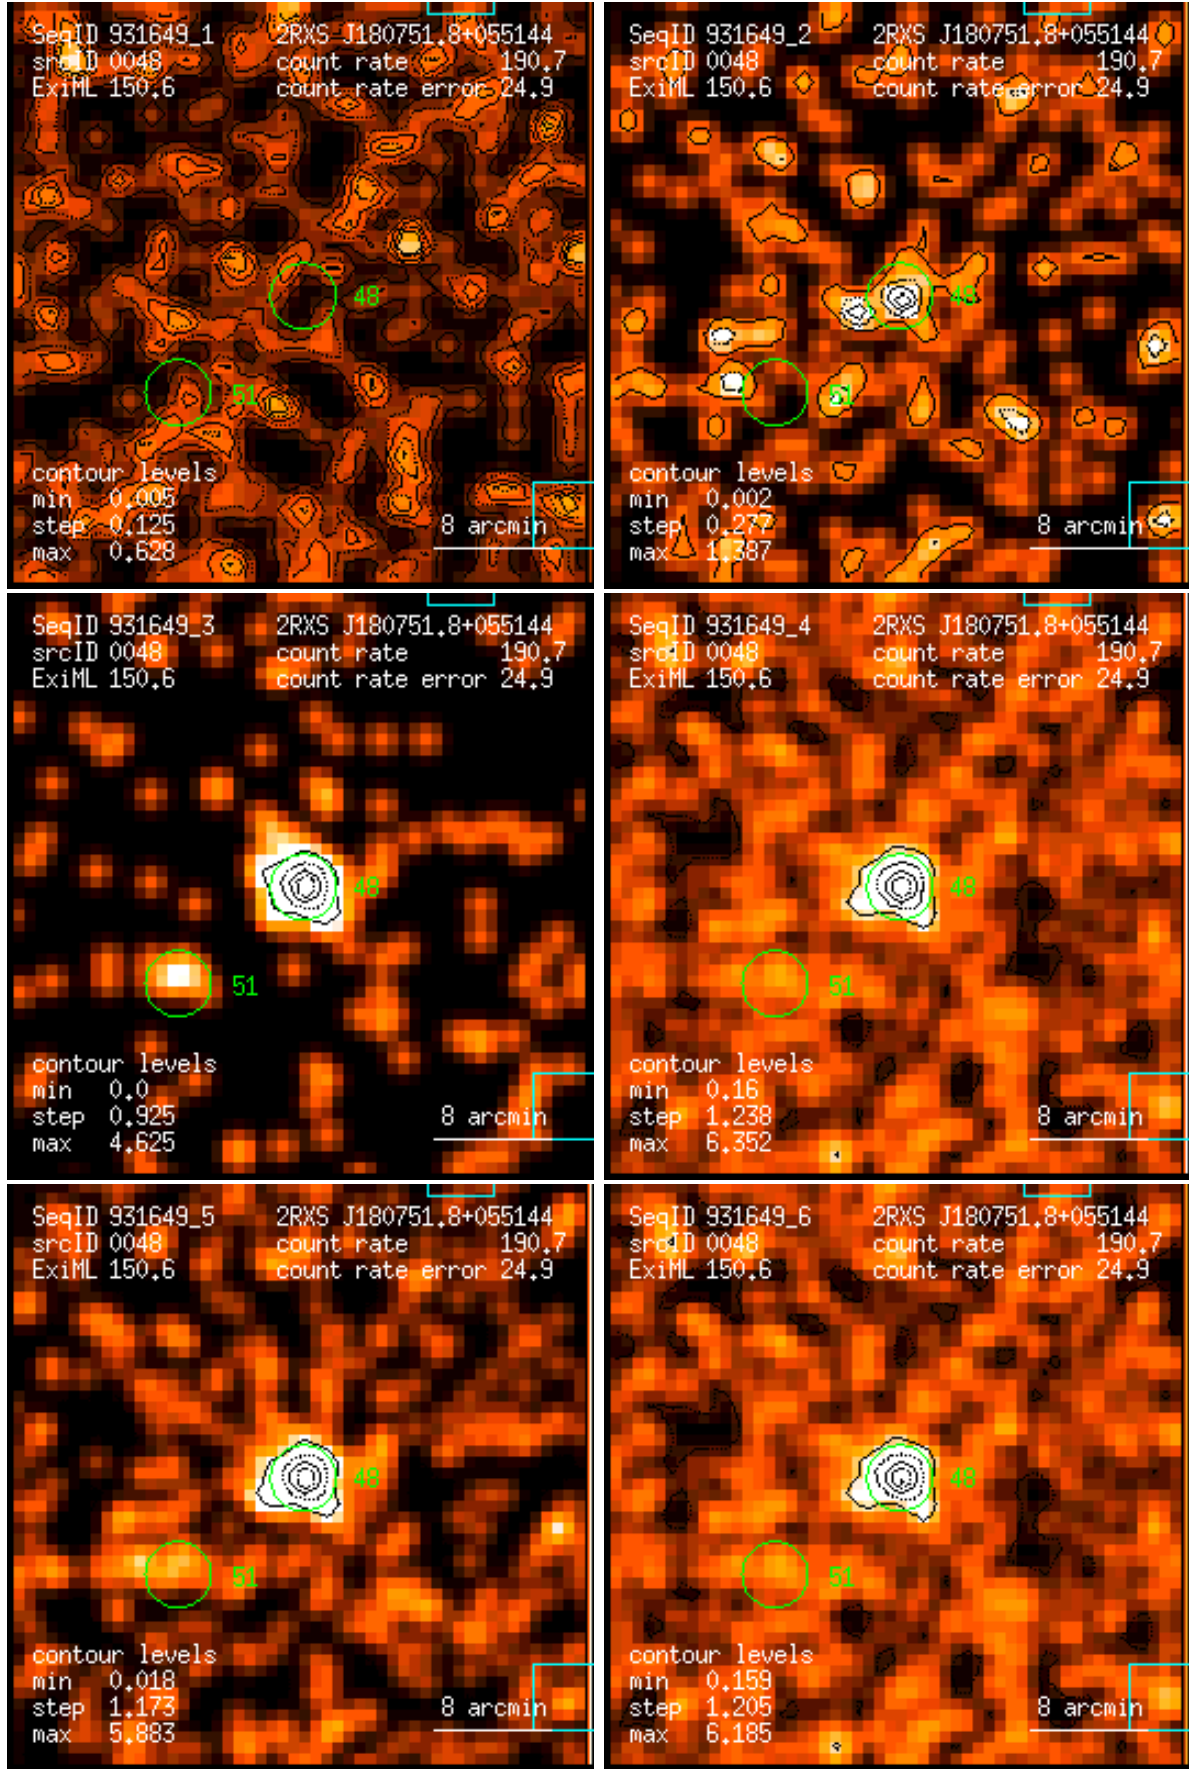 SeqID 931649_1 2RXS J180751.8+055144
srcID 0048 count rate 190.7
ExiML 150.6 count rate error 24.9
48
51
contour levels
min 0.005
step 0.125 8 arcmin
max 0.628
SeqID 931649_2 2RXS J180751.8+055144
srcID 0048 count rate 190.7
ExiML 150.6 count rate error 24.9
48
51
contour levels
min 0.002
step 0.277 8 arcmin
max 1.387
SeqID 931649_3 2RXS J180751.8+055144
srcID 0048 count rate 190.7
ExiML 150.6 count rate error 24.9
48
51
contour levels
min 0.0
step 0.925 8 arcmin
max 4.625
SeqID 931649_4 2RXS J180751.8+055144
srcID 0048 count rate 190.7
ExiML 150.6 count rate error 24.9
48
51
contour levels
min 0.16
step 1.238 8 arcmin
max 6.352
SeqID 931649_5 2RXS J180751.8+055144
srcID 0048 count rate 190.7
ExiML 150.6 count rate error 24.9
48
51
contour levels
min 0.018
step 1.173 8 arcmin
max 5.883
SeqID 931649_6 2RXS J180751.8+055144
srcID 0048 count rate 190.7
ExiML 150.6 count rate error 24.9
48
51
contour levels
min 0.159
step 1.205 8 arcmin
max 6.185